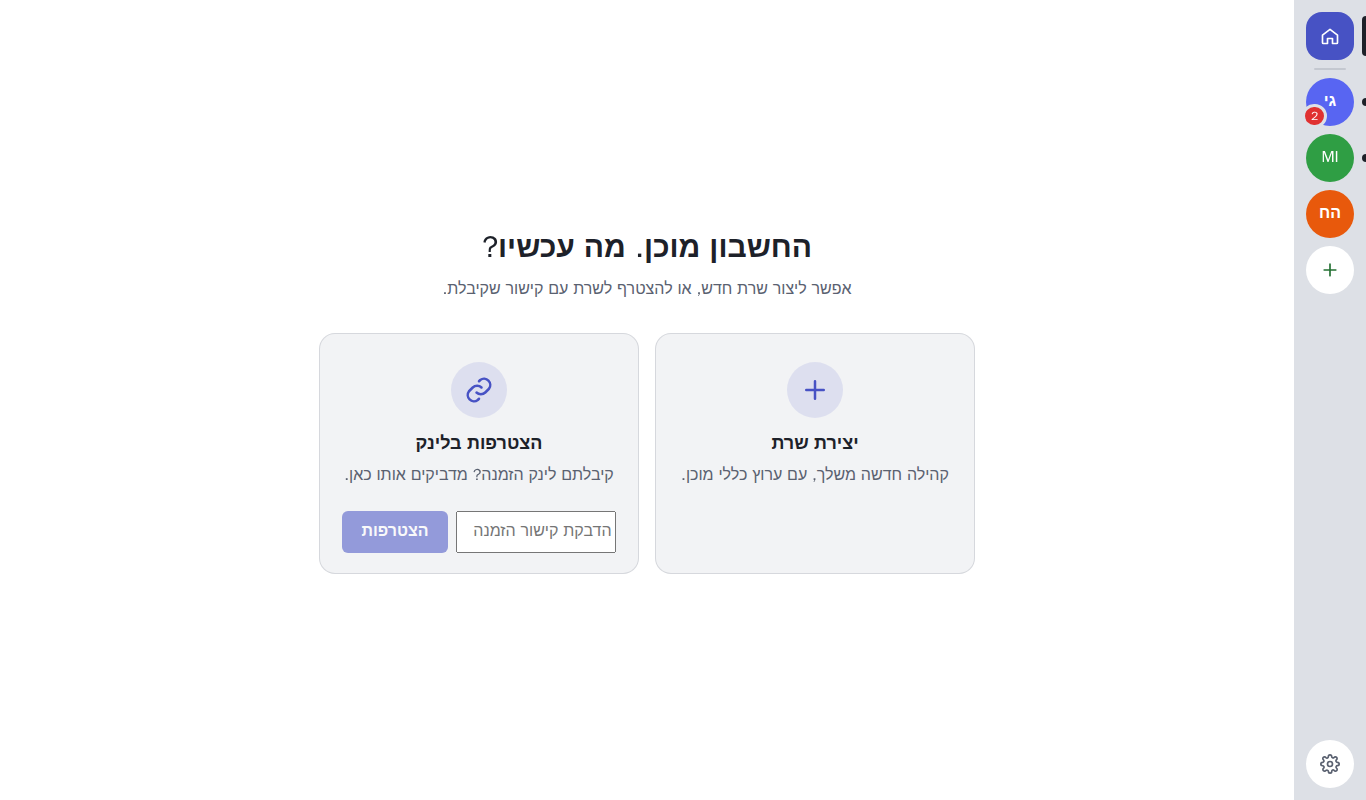 גי
2
MI
הח
החשבון מוכן. מה עכשיו?
אפשר ליצור שרת חדש, או להצטרף לשרת עם קישור שקיבלת.
יצירת שרת
קהילה חדשה משלך, עם ערוץ כללי מוכן.
הצטרפות בלינק
קיבלתם לינק הזמנה? מדביקים אותו כאן.
הדבקת קישור הזמנה
הצטרפות